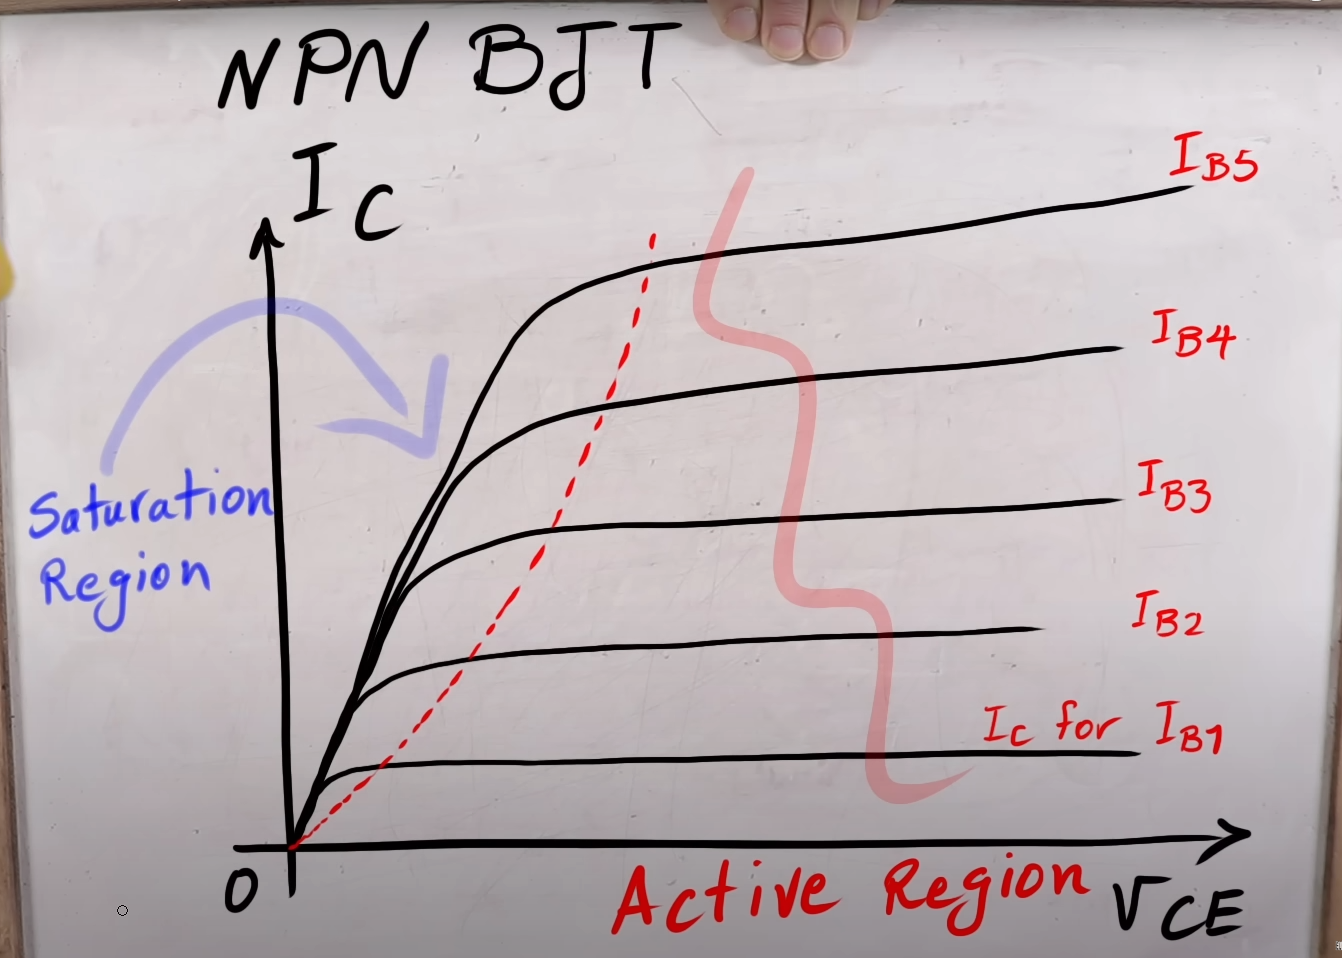 NPN BJT
IC
IB5
IB4
IB3
Saturation
Region
IB2
IC for IB1
0
Active Region
VCE